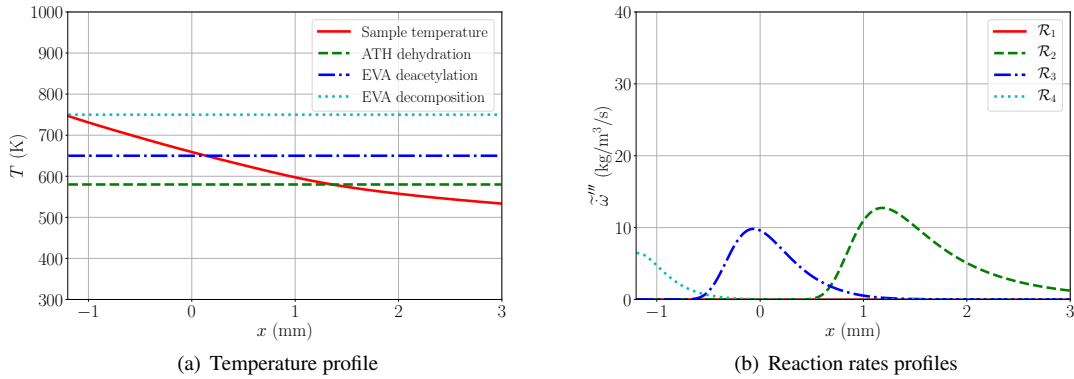 1000
900
800
700
600
500
400
300
T (K)
−1
0
1
2
3
x (mm)
Sample temperature
ATH dehydration
EVA deacetylation
EVA decomposition
(a) Temperature profile
40
30
20
10
0
ω̃̇‴ (kg/m³/s)
−1
0
1
2
3
x (mm)
ℛ₁
ℛ₂
ℛ₃
ℛ₄
(b) Reaction rates profiles